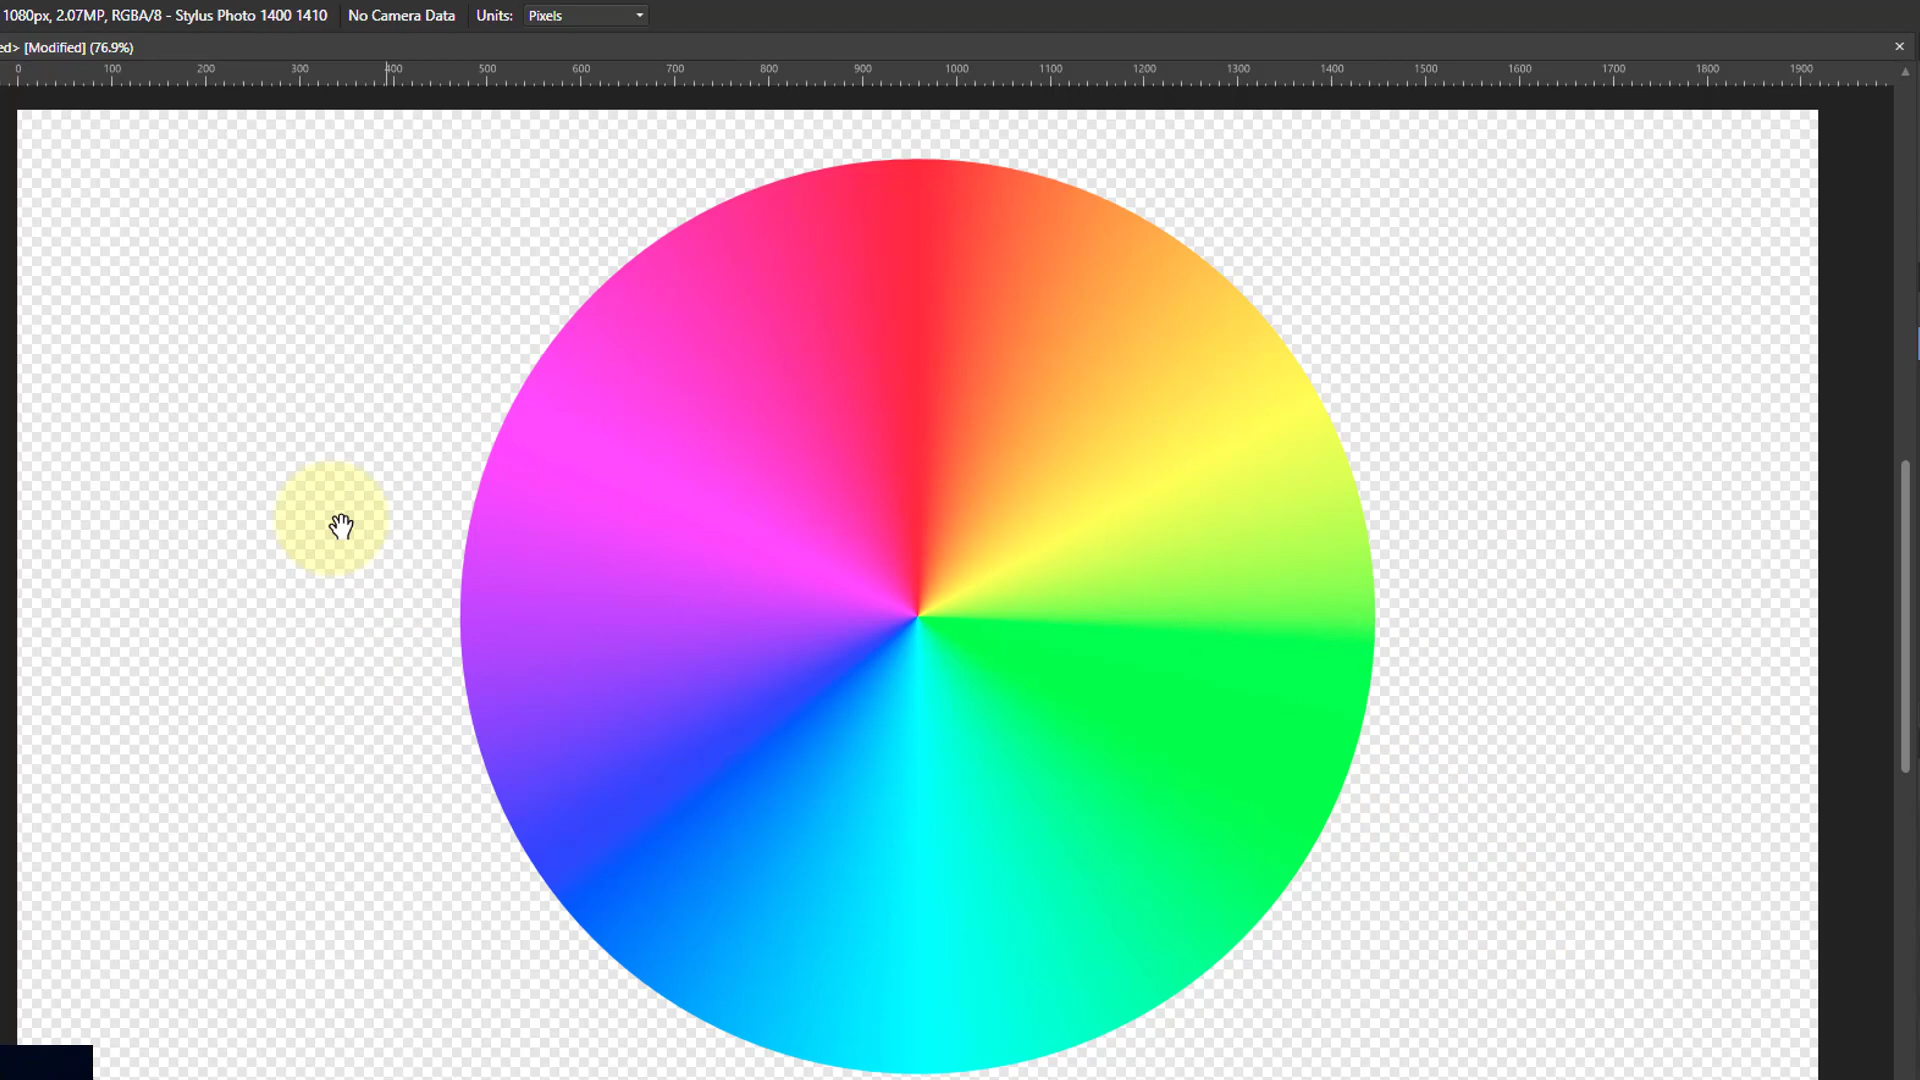 1080px, 2.07MP, RGBA/8 - Stylus Photo 1400 1410 No Camera Data Units: Pixels
ed> [Modified] (76.9%)
0 100 200 300 400 500 600 700 800 900 1000 1100 1200 1300 1400 1500 1600 1700 1800 1900